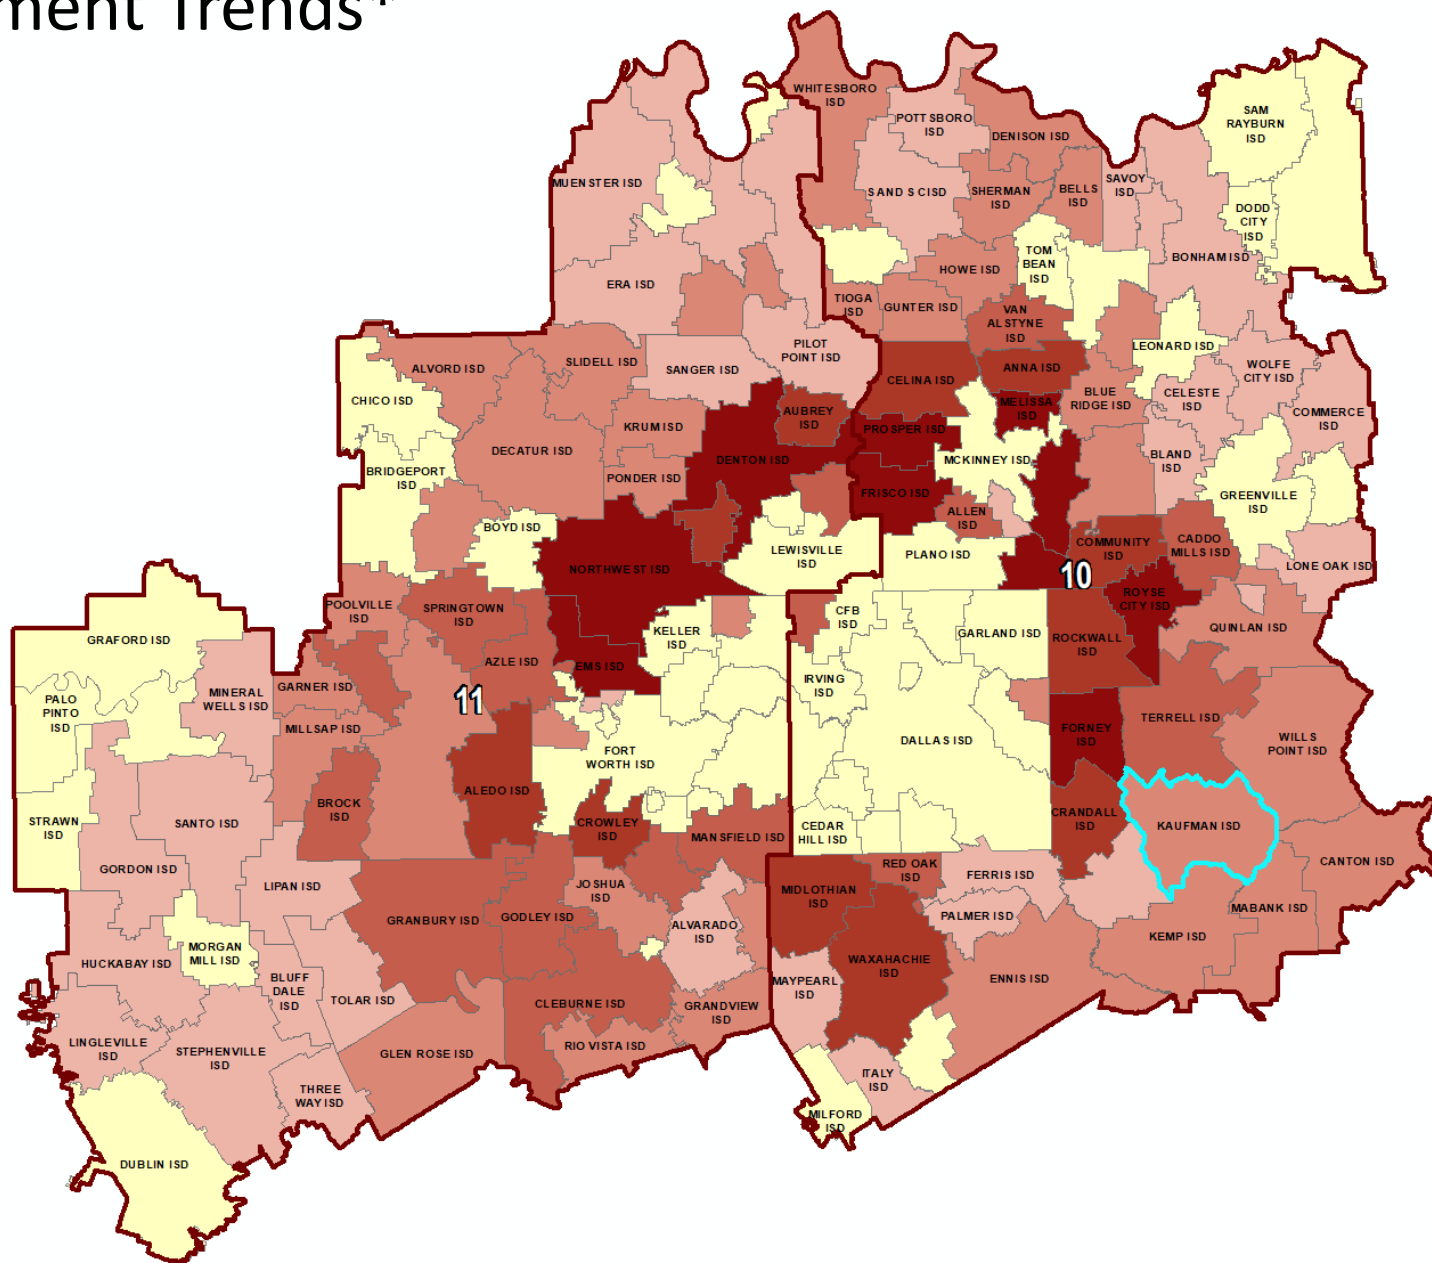 ment Trends*
WHITESBORO
ISD
POTTSBORO
ISD
DENISON ISD
SAM
RAYBURN
ISD
MUENSTER ISD
S AND S CISD
SHERMAN
ISD
BELLS
ISD
SAVOY
ISD
DODD
CITY
ISD
BONHAM ISD
TOM
BEAN
ISD
HOWE ISD
ERA ISD
TIOGA
ISD
GUNTER ISD
VAN
ALSTYNE
ISD
LEONARD ISD
PILOT
POINT ISD
SLIDELL ISD
ALVORD ISD
SANGER ISD
CELINA ISD
ANNA ISD
WOLFE
CITY ISD
CHICO ISD
AUBREY
ISD
MELISSA
ISD
BLUE
RIDGE ISD
CELESTE
ISD
COMMERCE
ISD
KRUM ISD
PROSPER ISD
DECATUR ISD
DENTON ISD
MCKINNEY ISD
BLAND
ISD
BRIDGEPORT
ISD
PONDER ISD
FRISCO ISD
GREENVILLE
ISD
ALLEN
ISD
BOYD ISD
LEWISVILLE
ISD
PLANO ISD
COMMUNITY
ISD
CADDO
MILLS ISD
LONE OAK ISD
NORTHWEST ISD
10
ROYSE
CITY ISD
POOLVILLE
ISD
SPRINGTOWN
ISD
CFB
ISD
GRAFORD ISD
KELLER
ISD
GARLAND ISD
ROCKWALL
ISD
QUINLAN ISD
AZLE ISD
EMS ISD
GARNER ISD
IRVING
ISD
PALO
PINTO
ISD
MINERAL
WELLS ISD
11
MILLSAP ISD
FORNEY
ISD
TERRELL ISD
WILLS
POINT ISD
DALLAS ISD
FORT
WORTH ISD
ALEDO ISD
BROCK
ISD
STRAWN
ISD
SANTO ISD
CROWLEY
ISD
MANSFIELD ISD
CEDAR
HILL ISD
CRANDALL
ISD
KAUFMAN ISD
CANTON ISD
GORDON ISD
LIPAN ISD
JOSHUA
ISD
RED OAK
ISD
FERRIS ISD
MIDLOTHIAN
ISD
GRANBURY ISD
GODLEY ISD
ALVARADO
ISD
PALMER ISD
MABANK ISD
KEMP ISD
MORGAN
MILL ISD
HUCKABAY ISD
WAXAHACHIE
ISD
ENNIS ISD
BLUFF
DALE
ISD
TOLAR ISD
MAYPEARL
ISD
CLEBURNE ISD
GRANDVIEW
ISD
LINGLEVILLE
ISD
STEPHENVILLE
ISD
GLEN ROSE ISD
RIO VISTA ISD
ITALY
ISD
THREE
WAY ISD
MILFORD
ISD
DUBLIN ISD